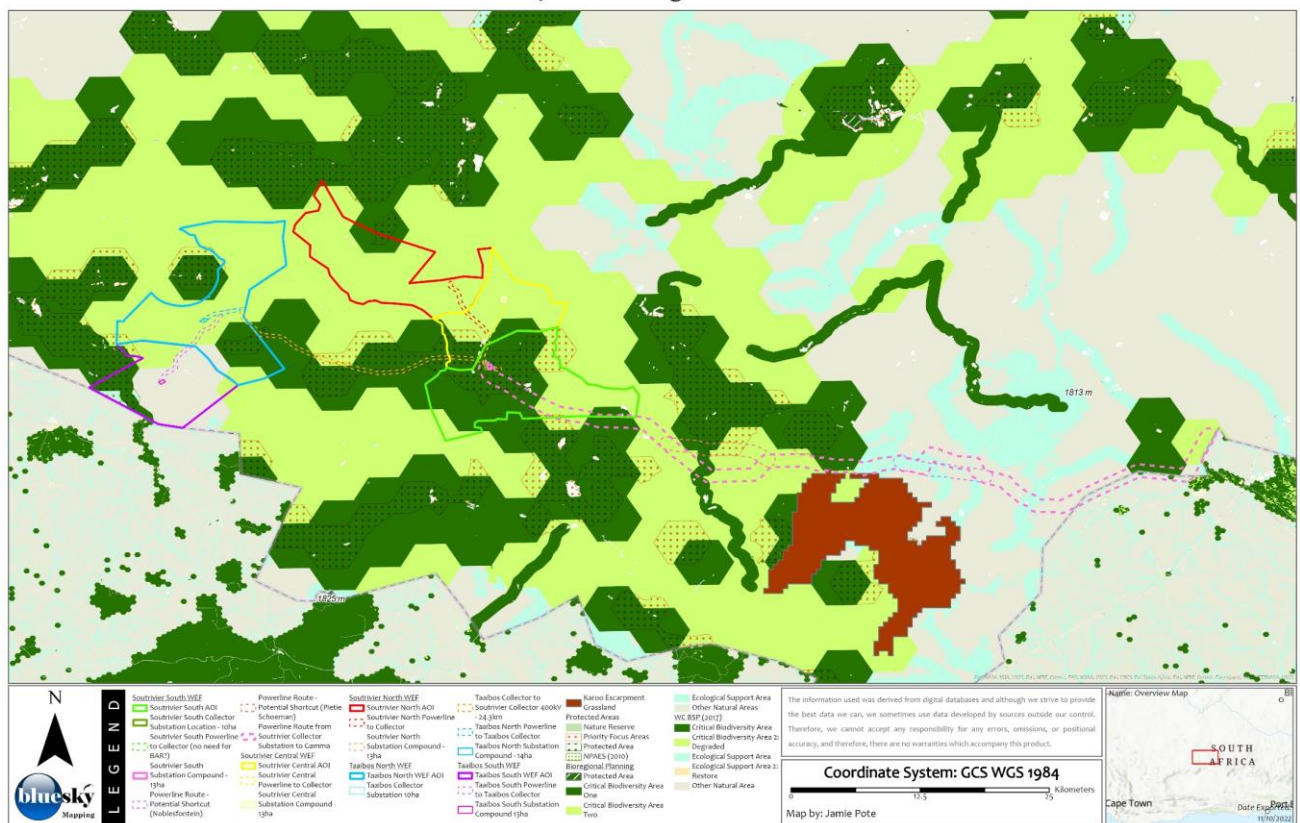 1813 m
N
bluesky
Mapping
LEGEND
Soutrivier South WEF
Soutrivier South AOI
Soutrivier South Collector
Substation Location - 10ha
Soutrivier South Powerline
to Collector (no need for
BAR?)
Soutrivier South
Substation Compound -
13ha
Powerline Route -
Potential Shortcut
(Noblesfontein)
Powerline Route -
Potential Shortcut (Pietie
Schoeman)
Powerline Route from
Soutrivier Collector
Substation to Gamma
Soutrivier Central WEF
Soutrivier Central AOI
Soutrivier Central
Powerline to Collector
Soutrivier Central
Substation Compound -
13ha
Soutrivier North WEF
Soutrivier North AOI
Soutrivier North Powerline
to Collector
Soutrivier North
Substation Compound -
13ha
Taaibos North WEF
Taaibos North WEF AOI
Taaibos Collector
Substation 10ha
Taaibos Collector to
Soutrivier Collector 400kV
- 24.3km
Taaibos North Powerline
to Taaibos Collector
Taaibos North Substation
Compound - 14ha
Taaibos South WEF
Taaibos South WEF AOI
Taaibos South Powerline
to Taaibos Collector
Taaibos South Substation
Compound 13ha
Karoo Escarpment
Grassland
Protected Areas
Nature Reserve
Priority Focus Areas
Protected Area
NPAES (2010)
Bioregional Planning
Protected Area
Critical Biodiversity Area
One
Critical Biodiversity Area
Two
Ecological Support Area
Other Natural Areas
WC BSP (2017)
Critical Biodiversity Area
Critical Biodiversity Area 2:
Degraded
Ecological Support Area
Ecological Support Area 2:
Restore
Other Natural Area
The information used was derived from digital databases and although we strive to provide
the best data we can, we sometimes use data developed by sources outside our control.
Therefore, we cannot accept any responsibility for any errors, omissions, or positional
accuracy, and therefore, there are no warranties which accompany this product.
Coordinate System: GCS WGS 1984
0 12.5 25 Kilometers
Map by: Jamie Pote
Name: Overview Map
SOUTH
AFRICA
Cape Town
Port E
Date Exported:
11/10/2022